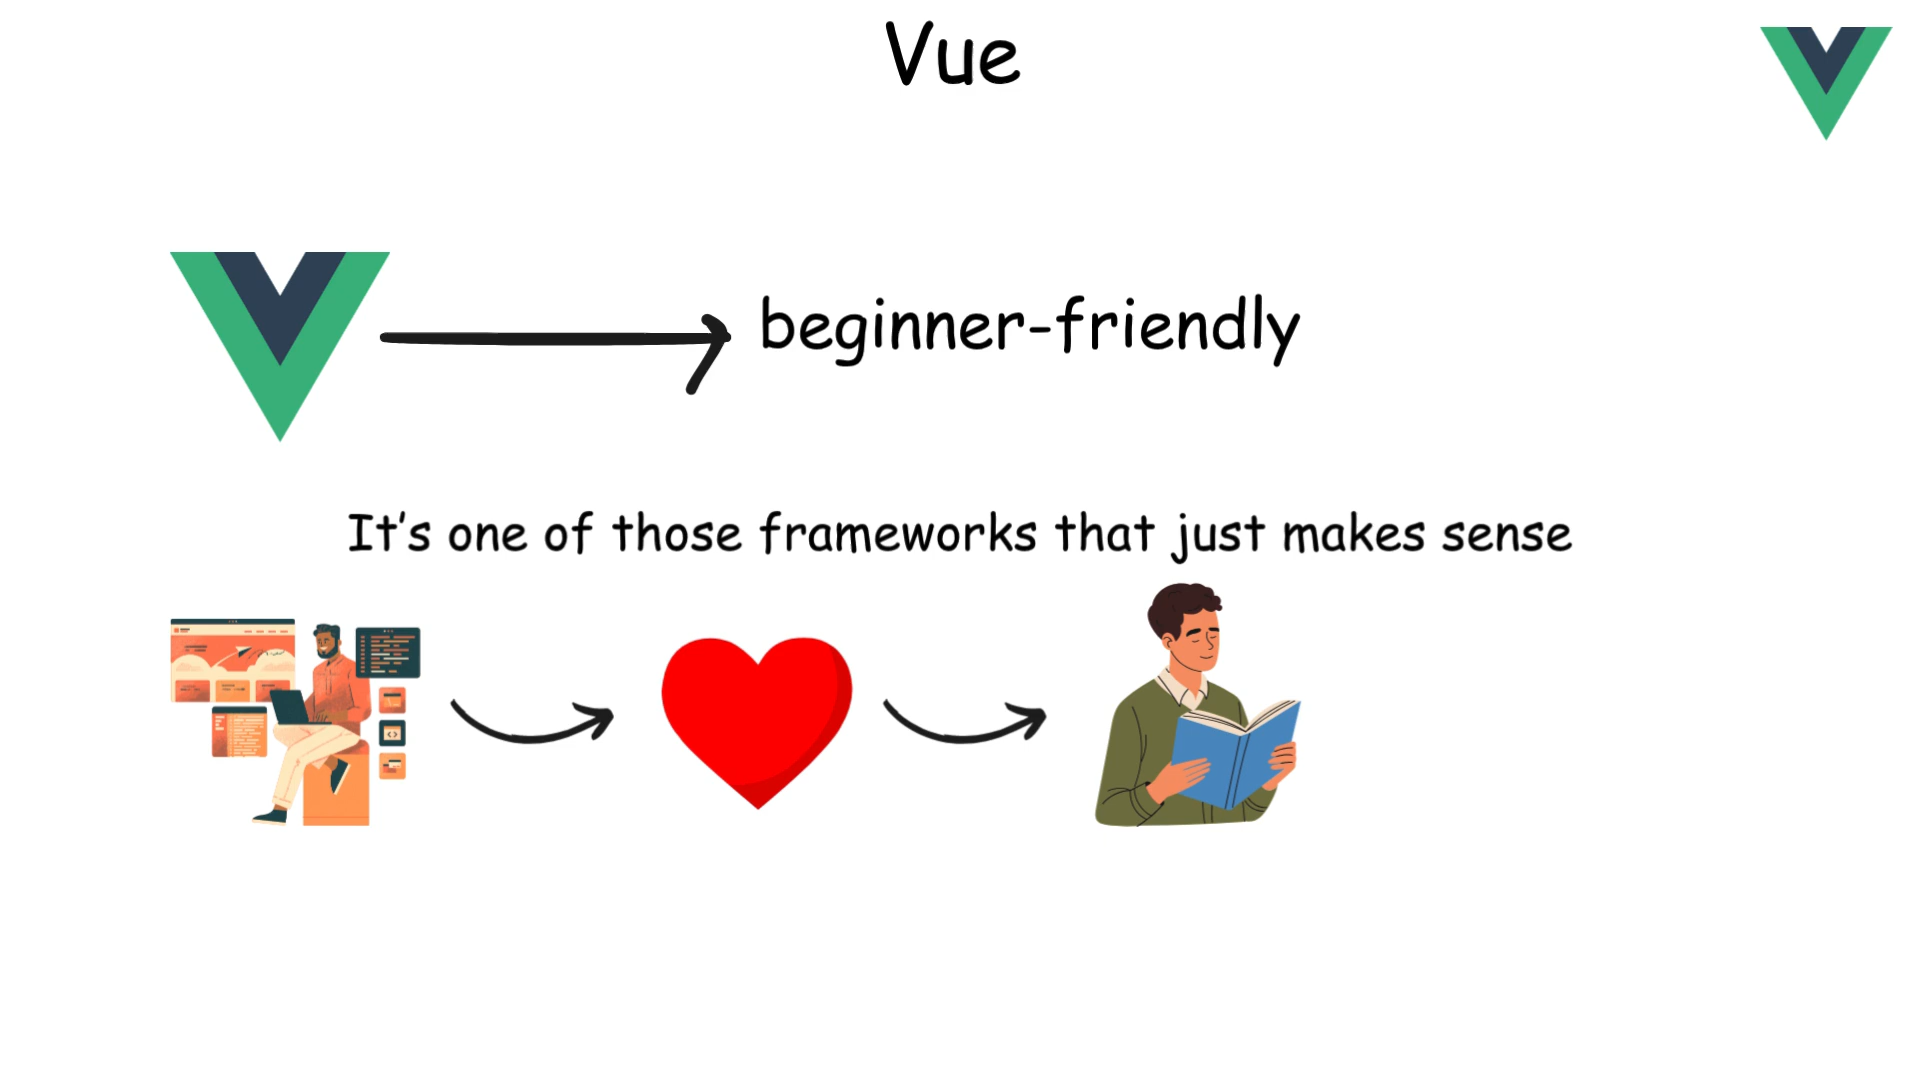 Vue
beginner-friendly
It's one of those frameworks that just makes sense